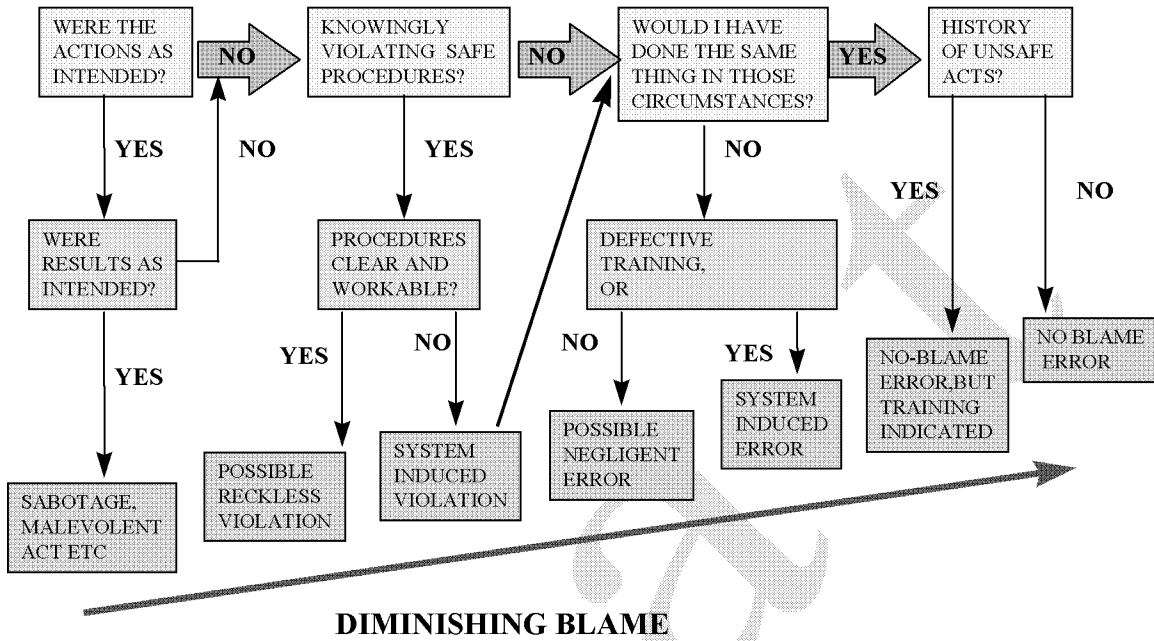 WERE THE
ACTIONS AS
INTENDED?
NO
KNOWINGLY
VIOLATING SAFE
PROCEDURES?
NO
WOULD I HAVE
DONE THE SAME
THING IN THOSE
CIRCUMSTANCES?
YES
HISTORY
OF UNSAFE
ACTS?
YES
NO
YES
NO
YES
NO
WERE
RESULTS AS
INTENDED?
PROCEDURES
CLEAR AND
WORKABLE?
DEFECTIVE
TRAINING,
OR
YES
YES
NO
NO
YES
NO-BLAME
ERROR,BUT
TRAINING
INDICATED
NO BLAME
ERROR
SABOTAGE,
MALEVOLENT
ACT ETC
POSSIBLE
RECKLESS
VIOLATION
SYSTEM
INDUCED
VIOLATION
POSSIBLE
NEGLIGENT
ERROR
SYSTEM
INDUCED
ERROR
DIMINISHING BLAME